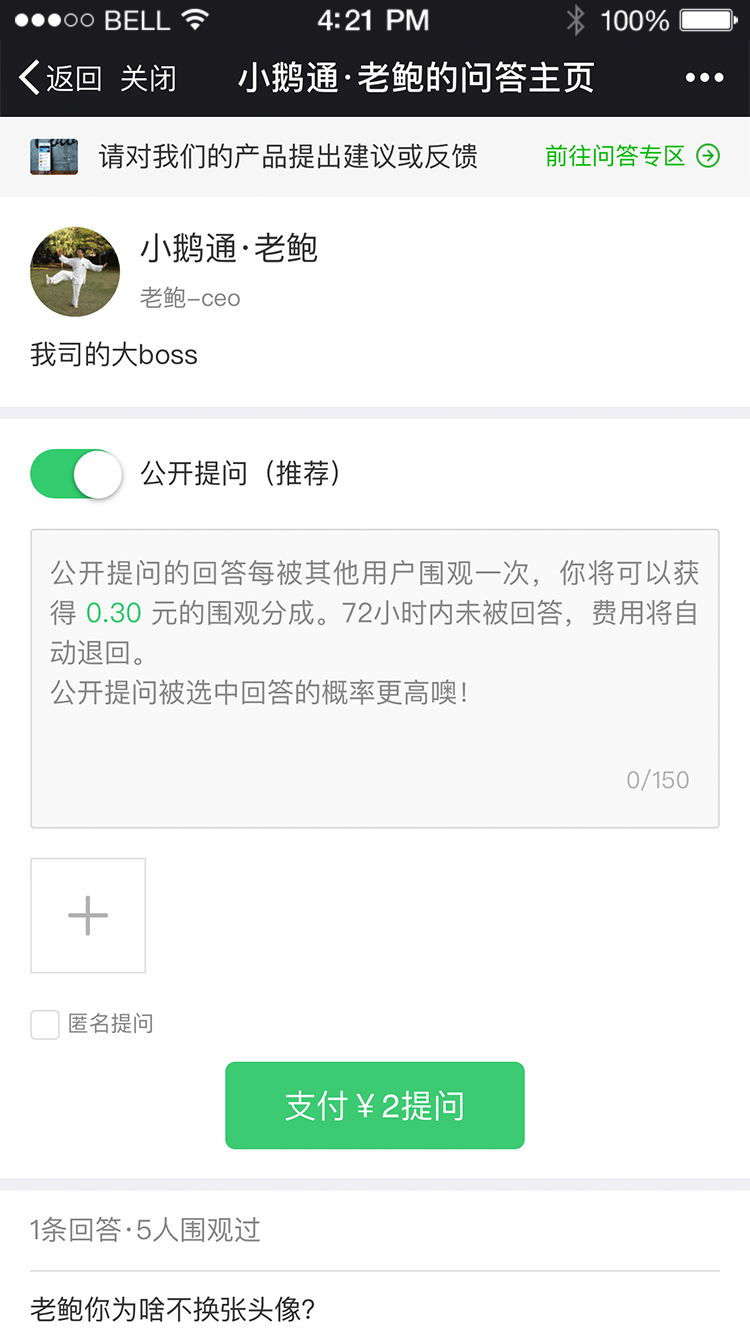 BELL 4:21 PM 100%
返回 关闭 小鹅通·老鲍的问答主页
请对我们的产品提出建议或反馈 前往问答专区
小鹅通·老鲍
老鲍-ceo
我司的大boss
公开提问（推荐）
公开提问的回答每被其他用户围观一次，你将可以获
得 0.30 元的围观分成。72小时内未被回答，费用将自
动退回。
公开提问被选中回答的概率更高噢！
0/150
匿名提问
支付￥2提问
1条回答·5人围观过
老鲍你为啥不换张头像?